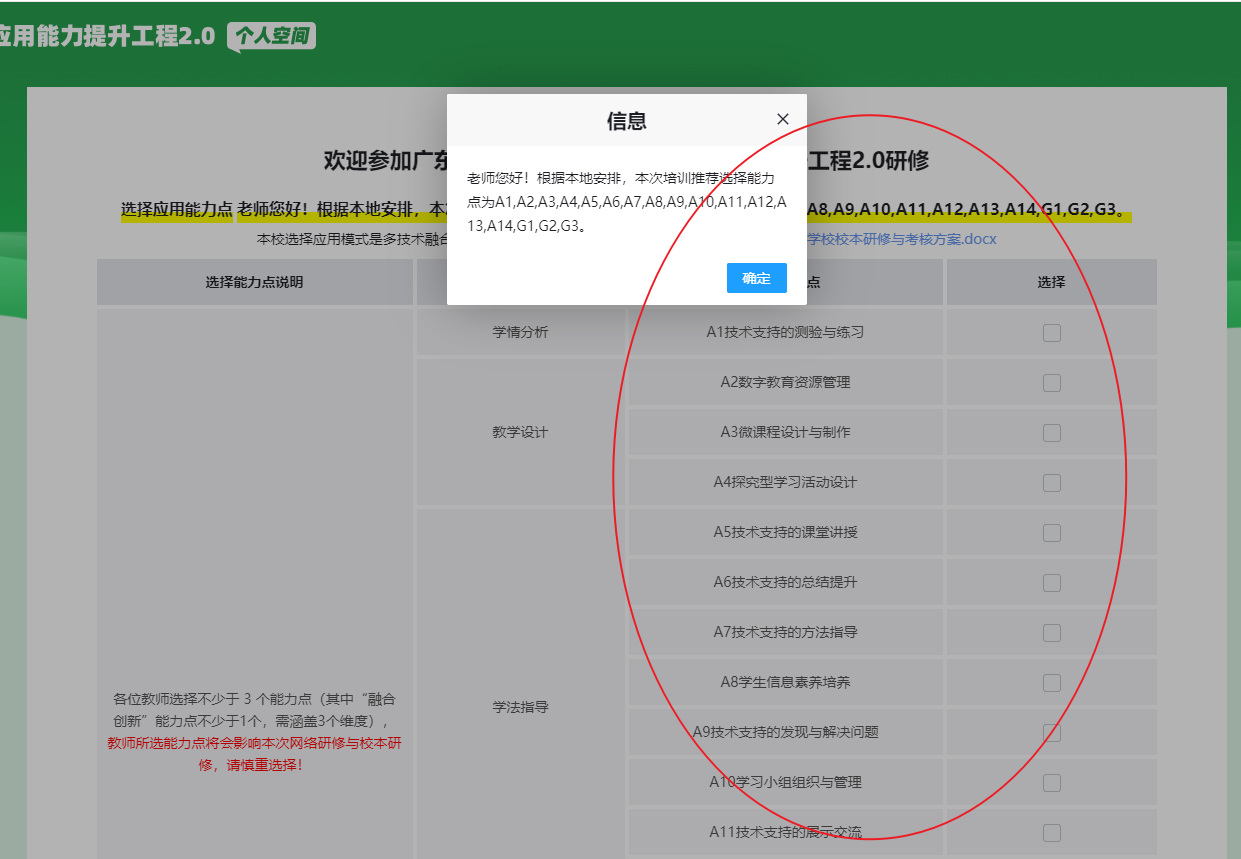 应用能力提升工程2.0 个人空间
信息
老师您好！根据本地安排，本次培训推荐选择能力
点为A1,A2,A3,A4,A5,A6,A7,A8,A9,A10,A11,A12,A
13,A14,G1,G2,G3。
确定
欢迎参加广东
工程2.0研修
选择应用能力点 老师您好！根据本地安排，本
A8,A9,A10,A11,A12,A13,A14,G1,G2,G3。
本校选择应用模式是多技术融合
学校校本研修与考核方案.docx
选择能力点说明
点
选择
学情分析
A1技术支持的测验与练习
A2数字教育资源管理
教学设计
A3微课程设计与制作
A4探究型学习活动设计
A5技术支持的课堂讲授
A6技术支持的总结提升
A7技术支持的方法指导
A8学生信息素养培养
各位教师选择不少于 3 个能力点（其中“融合
创新”能力点不少于1个，需涵盖3个维度），
教师所选能力点将会影响本次网络研修与校本研
修，请慎重选择！
学法指导
A9技术支持的发现与解决问题
A10学习小组组织与管理
A11技术支持的展示交流